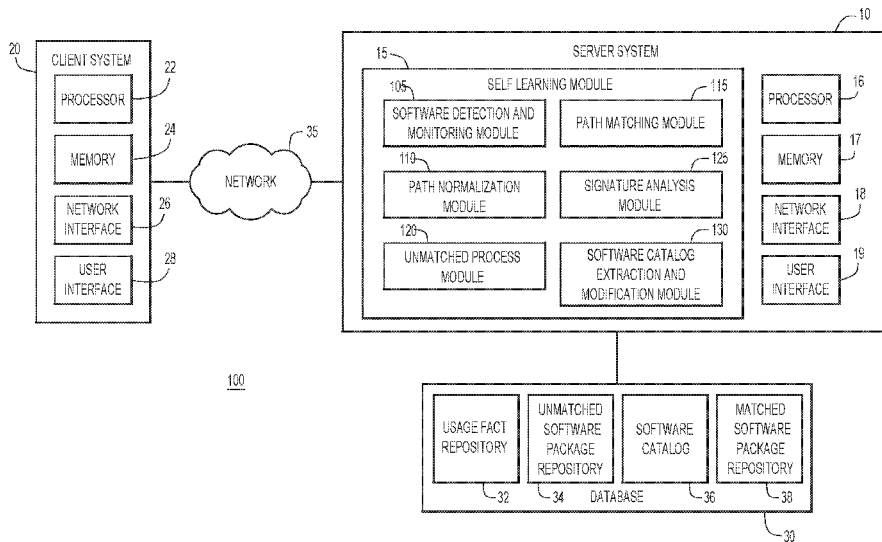 10
20
CLIENT SYSTEM
22
PROCESSOR
24
MEMORY
26
NETWORK
INTERFACE
28
USER
INTERFACE
35
NETWORK
SERVER SYSTEM
15
SELF LEARNING MODULE
105
SOFTWARE DETECTION AND
MONITORING MODULE
115
PATH MATCHING MODULE
110
PATH NORMALIZATION
MODULE
125
SIGNATURE ANALYSIS
MODULE
120
UNMATCHED PROCESS
MODULE
130
SOFTWARE CATALOG
EXTRACTION AND
MODIFICATION MODULE
PROCESSOR
16
MEMORY
17
NETWORK
INTERFACE
18
USER
INTERFACE
19
100
USAGE FACT
REPOSITORY
32
UNMATCHED
SOFTWARE
PACKAGE
REPOSITORY
34
SOFTWARE
CATALOG
36
MATCHED
SOFTWARE
PACKAGE
REPOSITORY
38
DATABASE
30